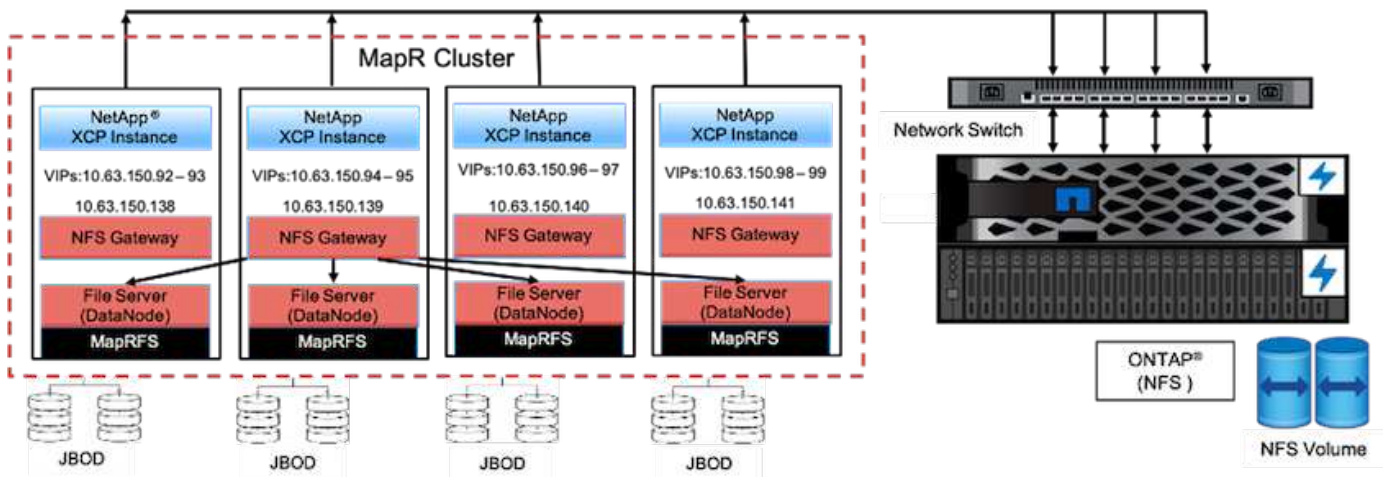 MapR Cluster
NetApp®
XCP Instance
VIPs:10.63.150.92–93
10.63.150.138
NFS Gateway
File Server
(DataNode)
MapRFS
JBOD
NetApp
XCP Instance
VIPs:10.63.150.94–95
10.63.150.139
NFS Gateway
File Server
(DataNode)
MapRFS
JBOD
NetApp
XCP Instance
VIPs:10.63.150.96–97
10.63.150.140
NFS Gateway
File Server
(DataNode)
MapRFS
JBOD
NetApp
XCP Instance
VIPs:10.63.150.98–99
10.63.150.141
NFS Gateway
File Server
(DataNode)
MapRFS
JBOD
Network Switch
ONTAP®
(NFS )
NFS Volume